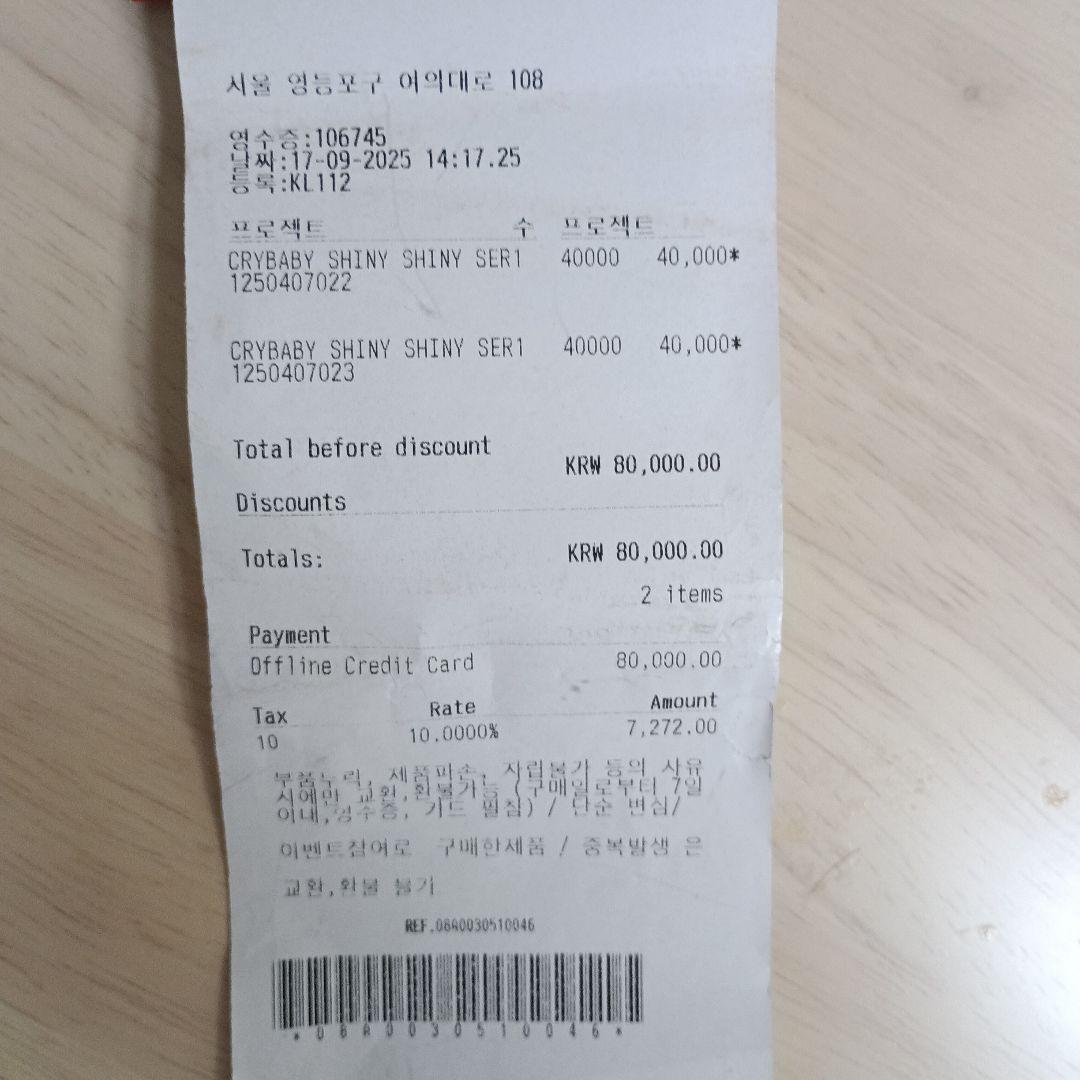 서울 영등포구 여의대로 108
영수증:106745
날짜:17-09-2025 14:17.25
등록:KL112
프로젝트 수 프로젝트
CRYBABY SHINY SHINY SER1 40000 40,000*
1250407022
CRYBABY SHINY SHINY SER1 40000 40,000*
1250407023
Total before discount
KRW 80,000.00
Discounts
Totals: KRW 80,000.00
2 items
Payment
Offline Credit Card 80,000.00
Tax Rate Amount
10 10.0000% 7,272.00
부품누락, 제품파손, 자립불가 등의 사유
시에만 교환,환불가능 (구매일로부터 7일
이내,영수증, 카드 필참) / 단순 변심/
이벤트참여로 구매한제품 / 중복발생 은
교환,환불 불가
REF.08A0030510046
*08A0030510046*